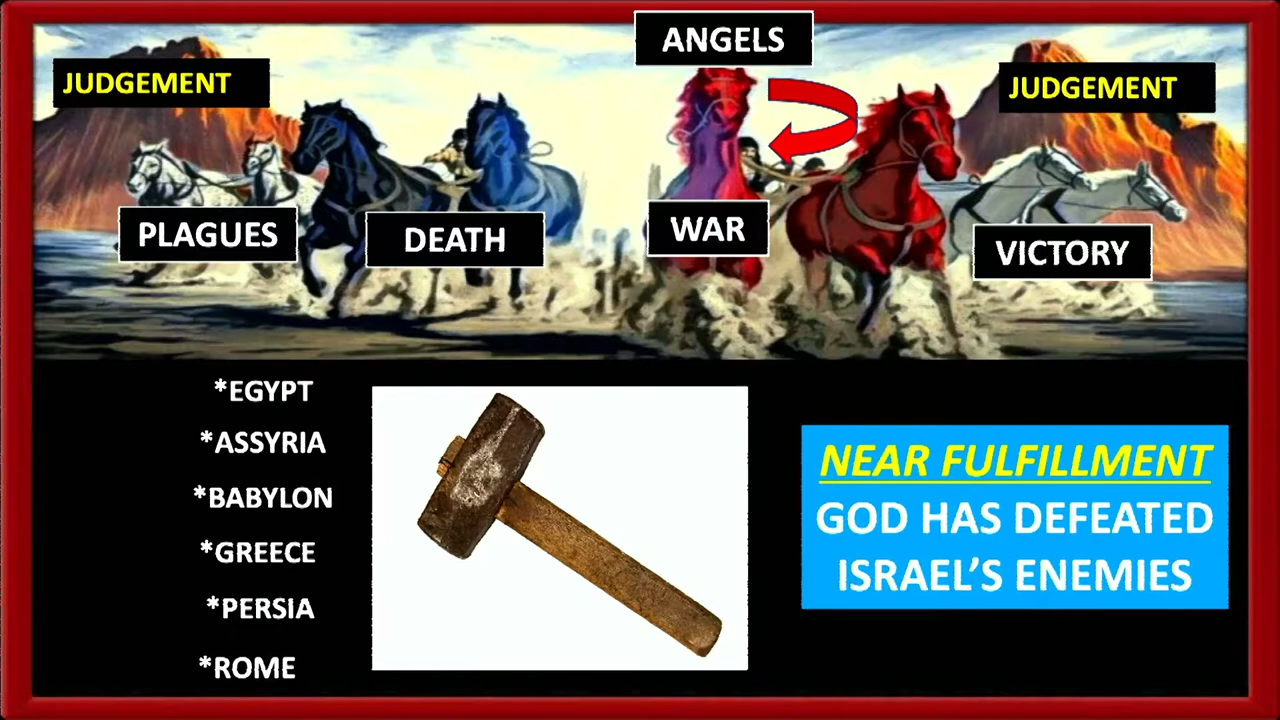 ANGELS
JUDGEMENT
JUDGEMENT
PLAGUES
DEATH
WAR
VICTORY
*EGYPT
*ASSYRIA
*BABYLON
*GREECE
*PERSIA
*ROME
NEAR FULFILLMENT
GOD HAS DEFEATED
ISRAEL'S ENEMIES